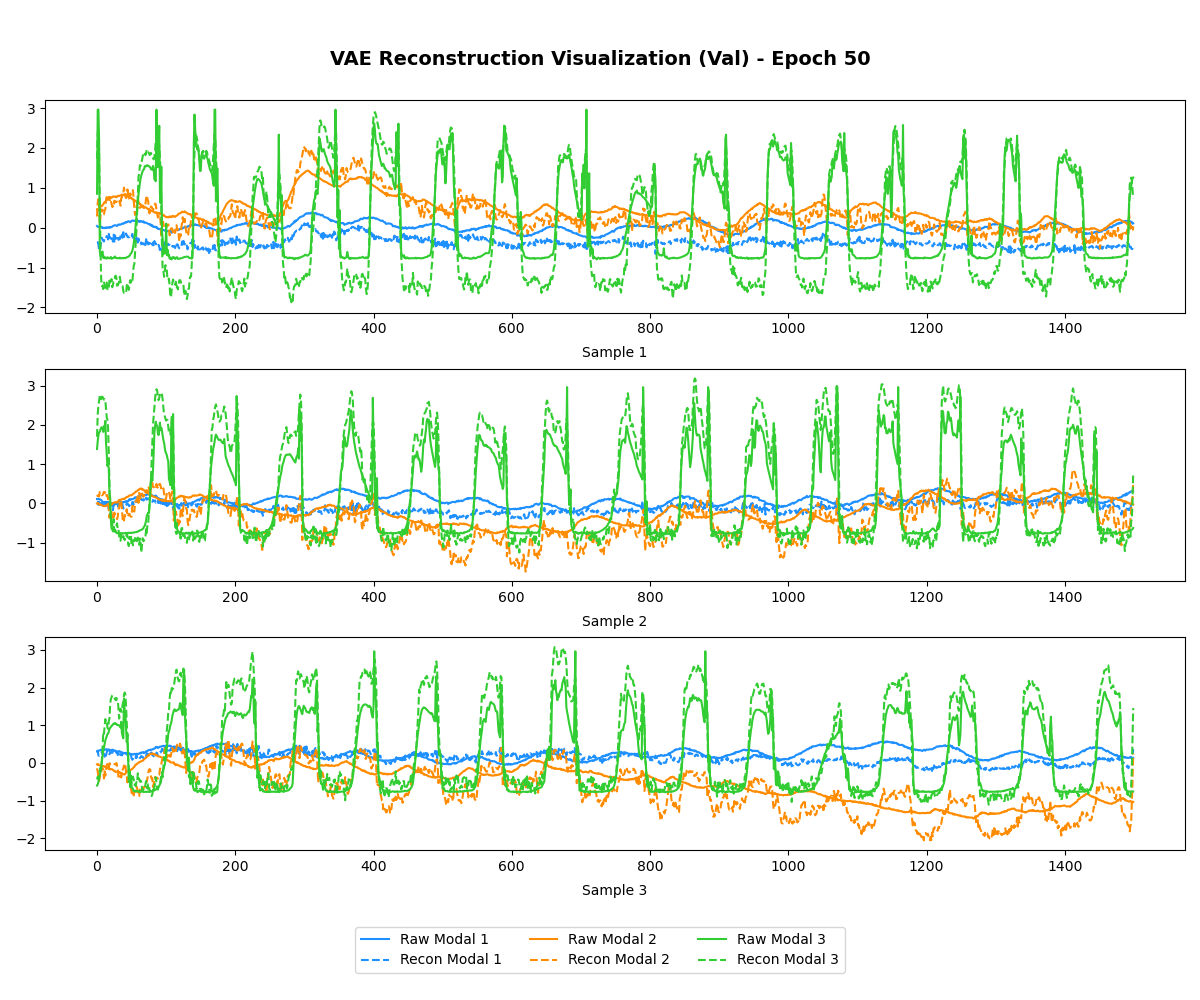 VAE Reconstruction Visualization (Val) - Epoch 50
3
2
1
0
−1
−2
0 200 400 600 800 1000 1200 1400
Sample 1
3
2
1
0
−1
0 200 400 600 800 1000 1200 1400
Sample 2
3
2
1
0
−1
−2
0 200 400 600 800 1000 1200 1400
Sample 3
Raw Modal 1 Raw Modal 2 Raw Modal 3
Recon Modal 1 Recon Modal 2 Recon Modal 3